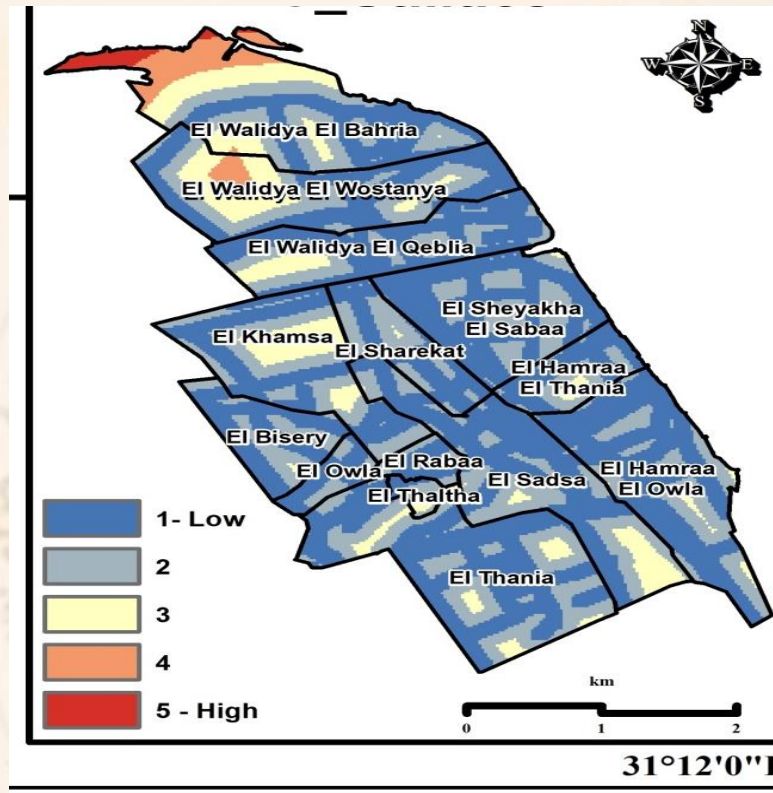 N
W
E
S
El Walidya El Bahria
El Walidya El Wostanya
El Walidya El Qeblia
El Sheyakha
El Sabaa
El Khamsa
El Sharekat
El Hamraa
El Thania
El Bisery
El Rabaa
El Owla
El Thaltha
El Sadsa
El Hamraa
El Owla
El Thania
1- Low
2
3
4
5 - High
km
0
1
2
31°12'0"